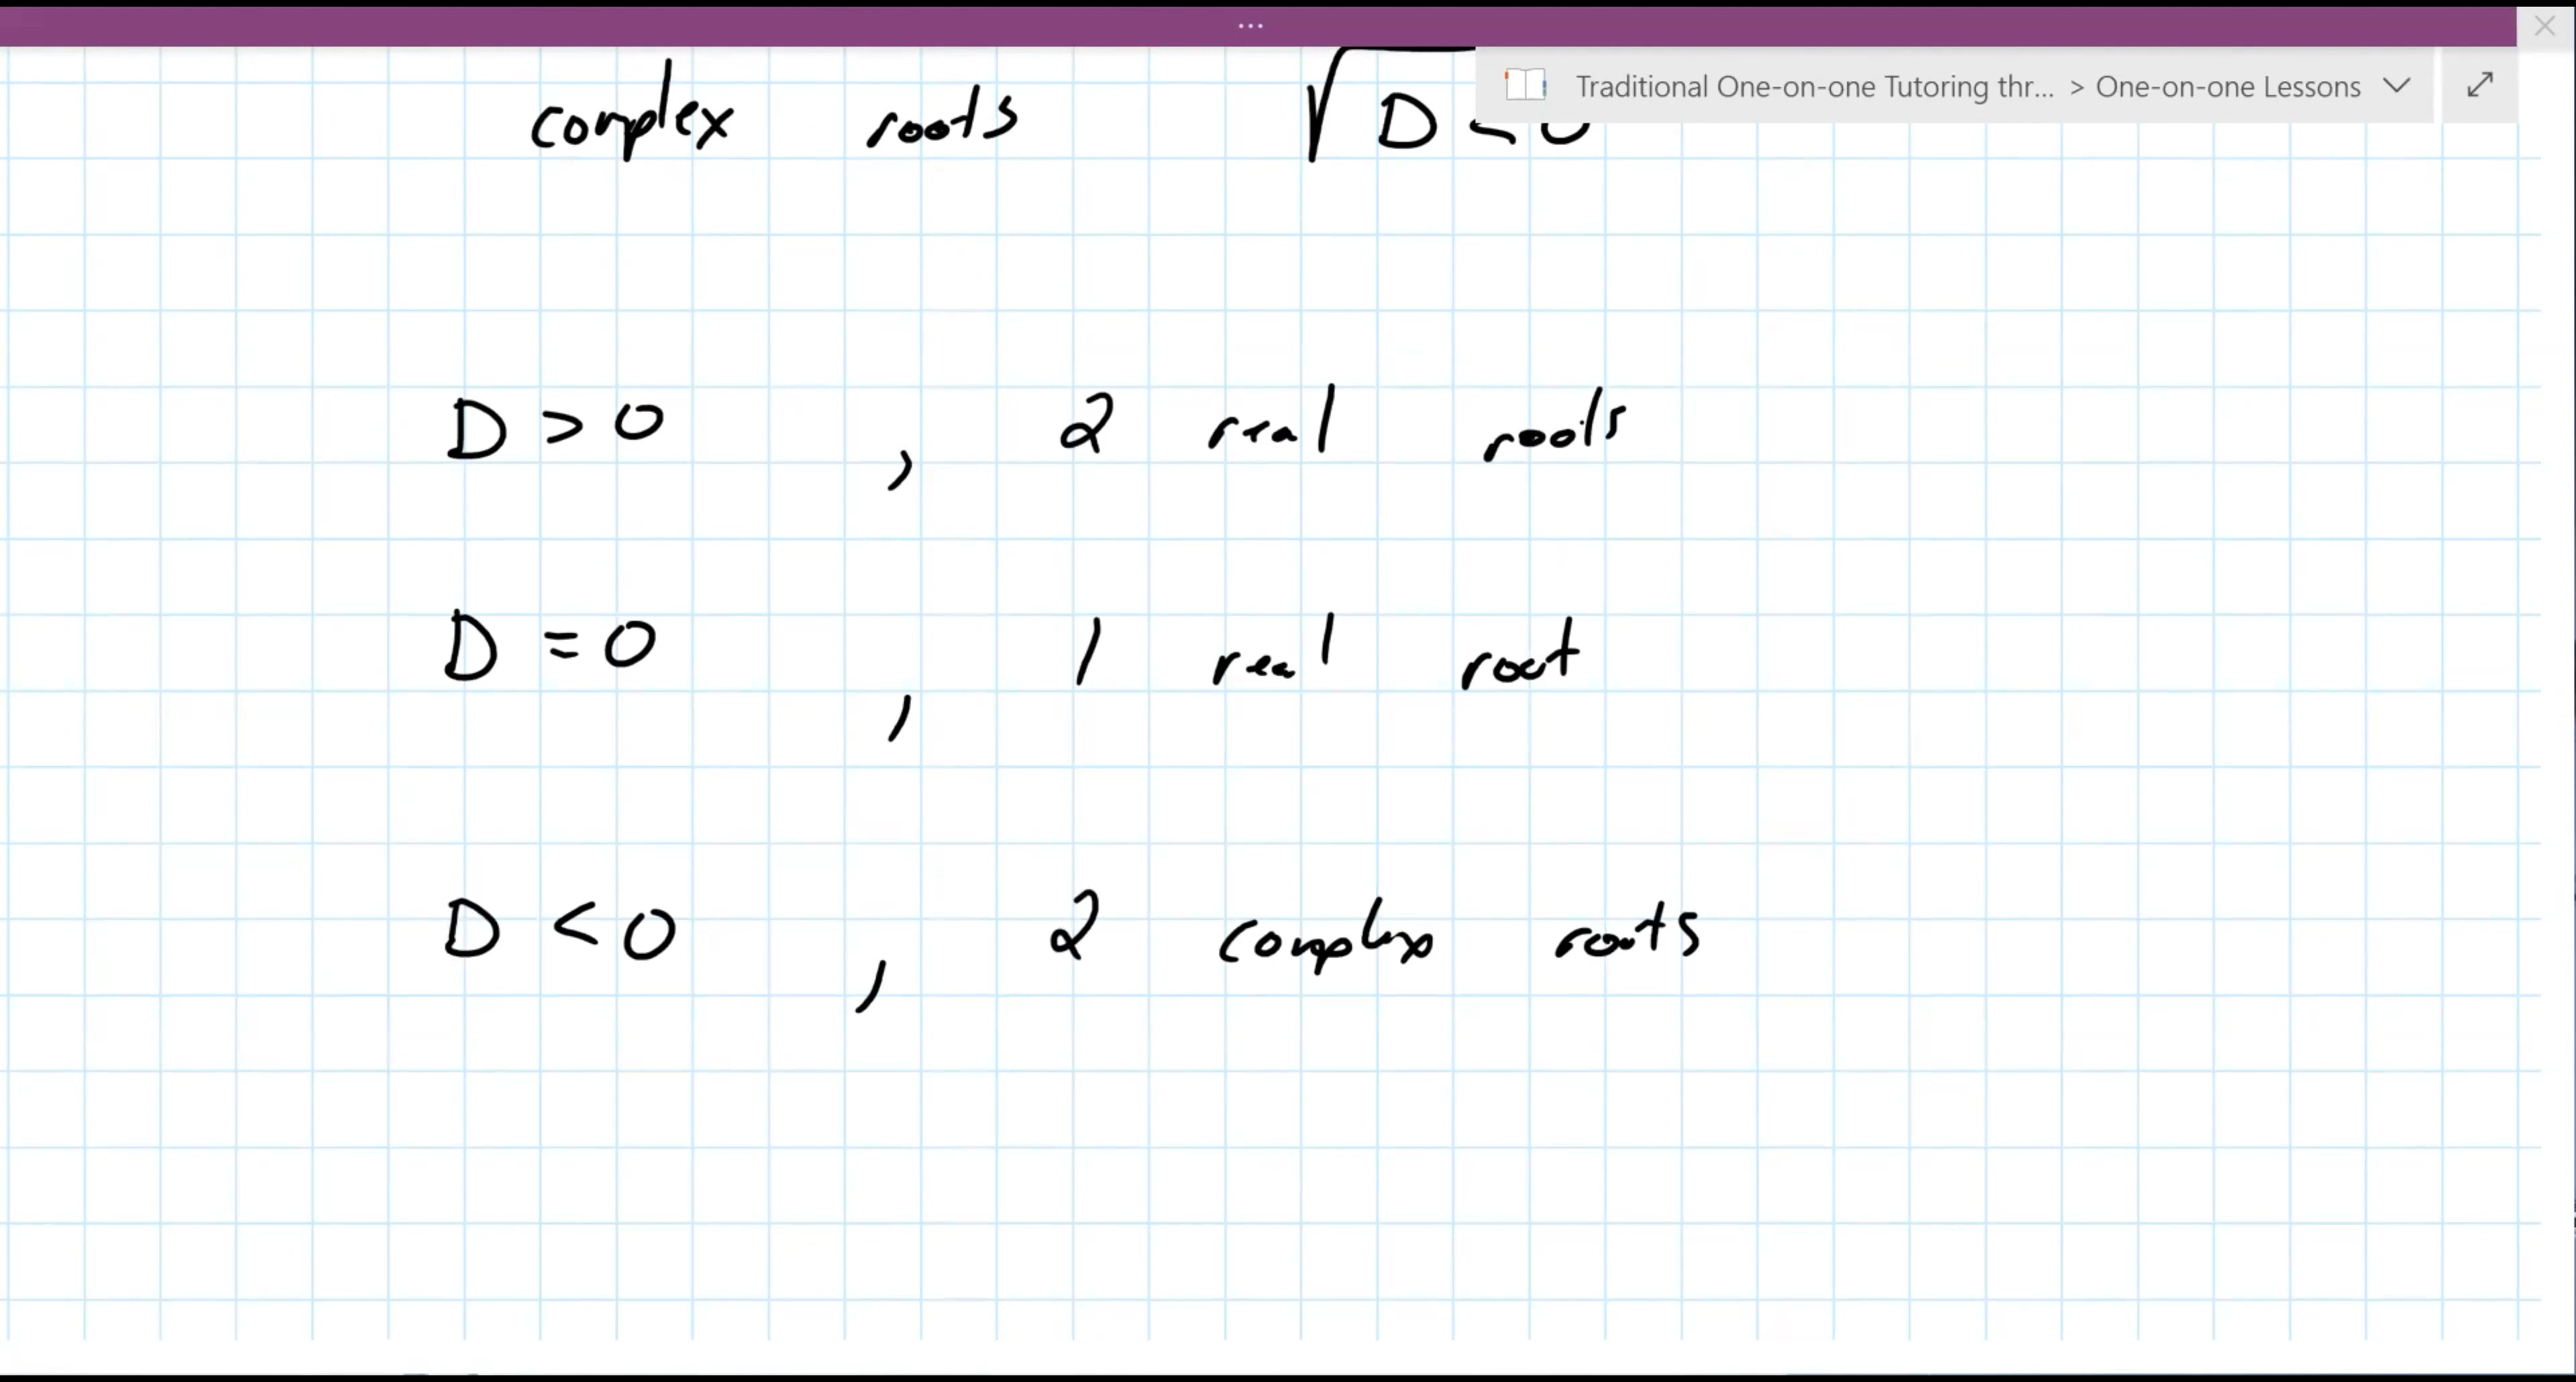 ...
Traditional One-on-one Tutoring thr... > One-on-one Lessons
complex roots √D < 0
D > 0 , 2 real roots
D = 0 , 1 real root
D < 0 , 2 complex roots